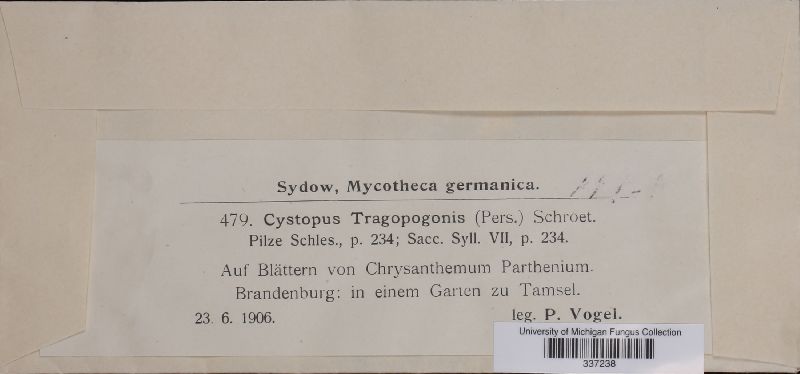 Sydow, Mycotheca germanica.
479. Cystopus Tragopogonis (Pers.) Schroet.
Pilze Schles., p. 234; Sacc. Syll. VII, p. 234.
Auf Blättern von Chrysanthemum Parthenium.
Brandenburg: in einem Garten zu Tamsel.
23. 6. 1906. leg. P. Vogel.
University of Michigan Fungus Collection
337238